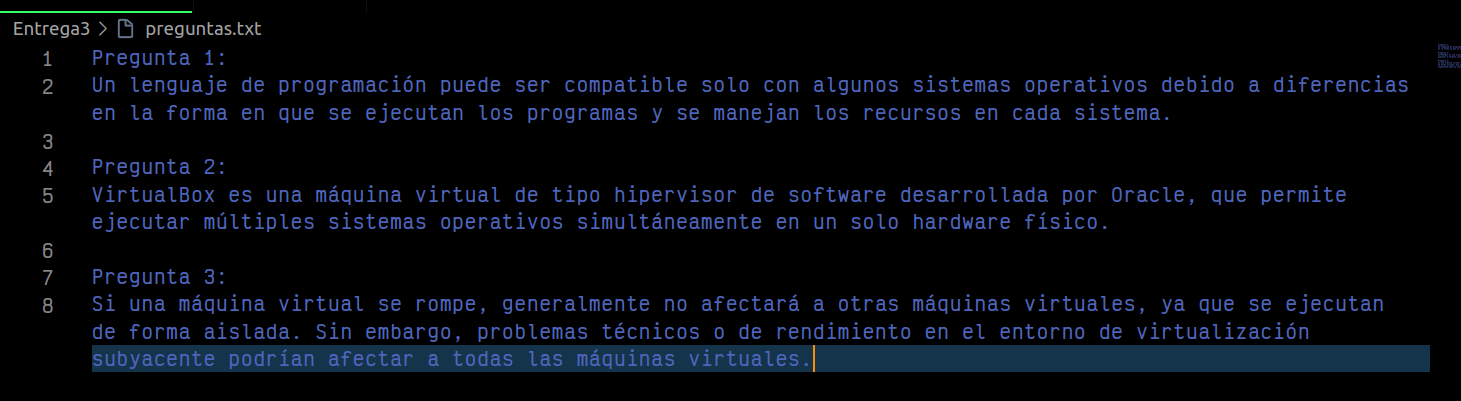 Entrega3 > preguntas.txt
1 Pregunta 1:
2 Un lenguaje de programación puede ser compatible solo con algunos sistemas operativos debido a diferencias
en la forma en que se ejecutan los programas y se manejan los recursos en cada sistema.
3
4 Pregunta 2:
5 VirtualBox es una máquina virtual de tipo hipervisor de software desarrollada por Oracle, que permite
ejecutar múltiples sistemas operativos simultáneamente en un solo hardware físico.
6
7 Pregunta 3:
8 Si una máquina virtual se rompe, generalmente no afectará a otras máquinas virtuales, ya que se ejecutan
de forma aislada. Sin embargo, problemas técnicos o de rendimiento en el entorno de virtualización
subyacente podrían afectar a todas las máquinas virtuales.